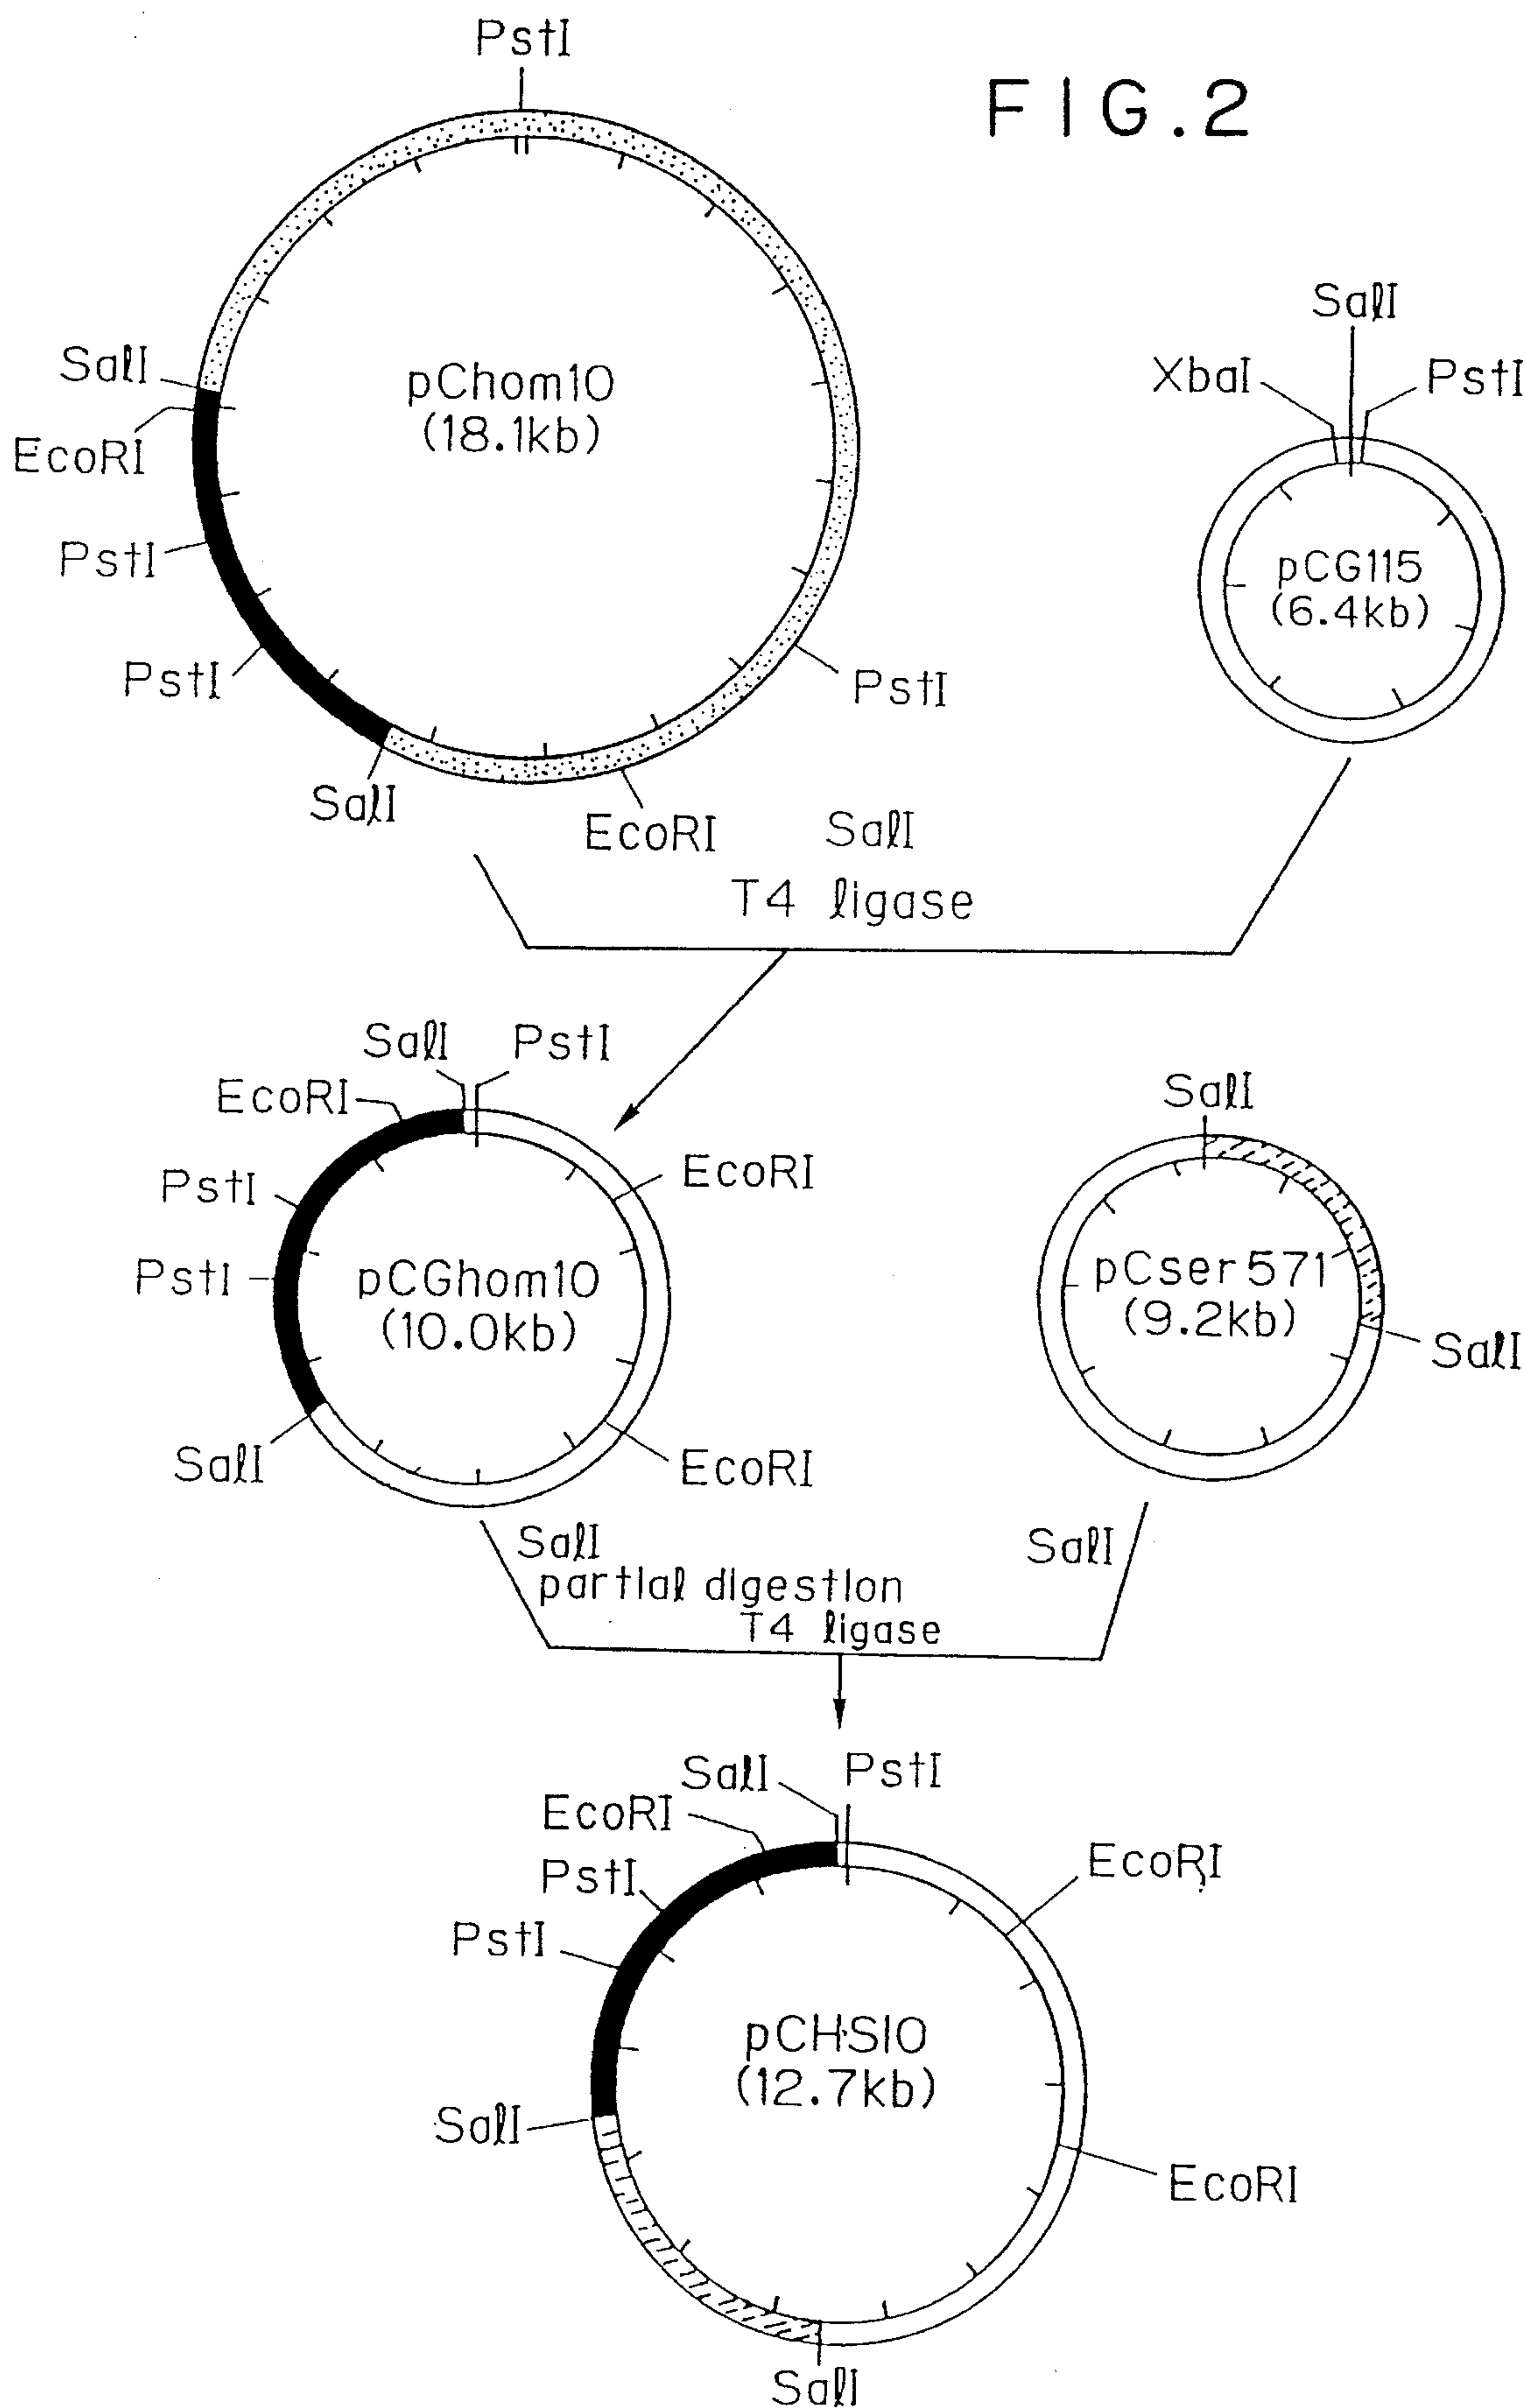 PstI
FIG.2
SalI
XbaI
PstI
SalI
EcoRI
pChom10
(18.1kb)
pCG115
(6.4kb)
PstI
PstI
PstI
SalI
EcoRI
SalI
T4 ligase
SalI
PstI
EcoRI
SalI
EcoRI
PstI
PstI
pCGhom10
(10.0kb)
pCser571
(9.2kb)
SalI
SalI
EcoRI
SalI
partial digestion
T4 ligase
SalI
SalI
PstI
EcoRI
EcoRI
PstI
PstI
pCHS10
(12.7kb)
SalI
EcoRI
SalI